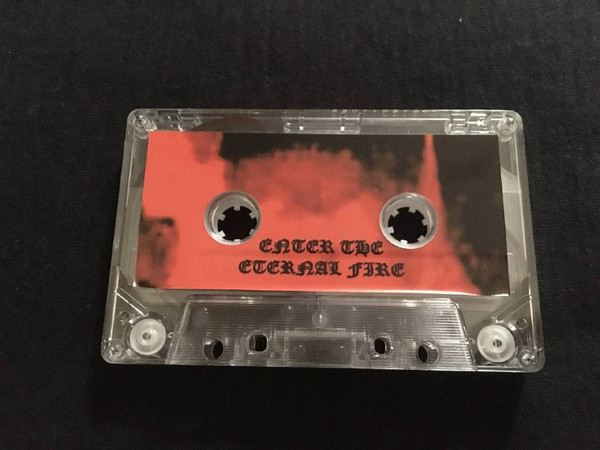 ENTER THE
ETERNAL FIRE